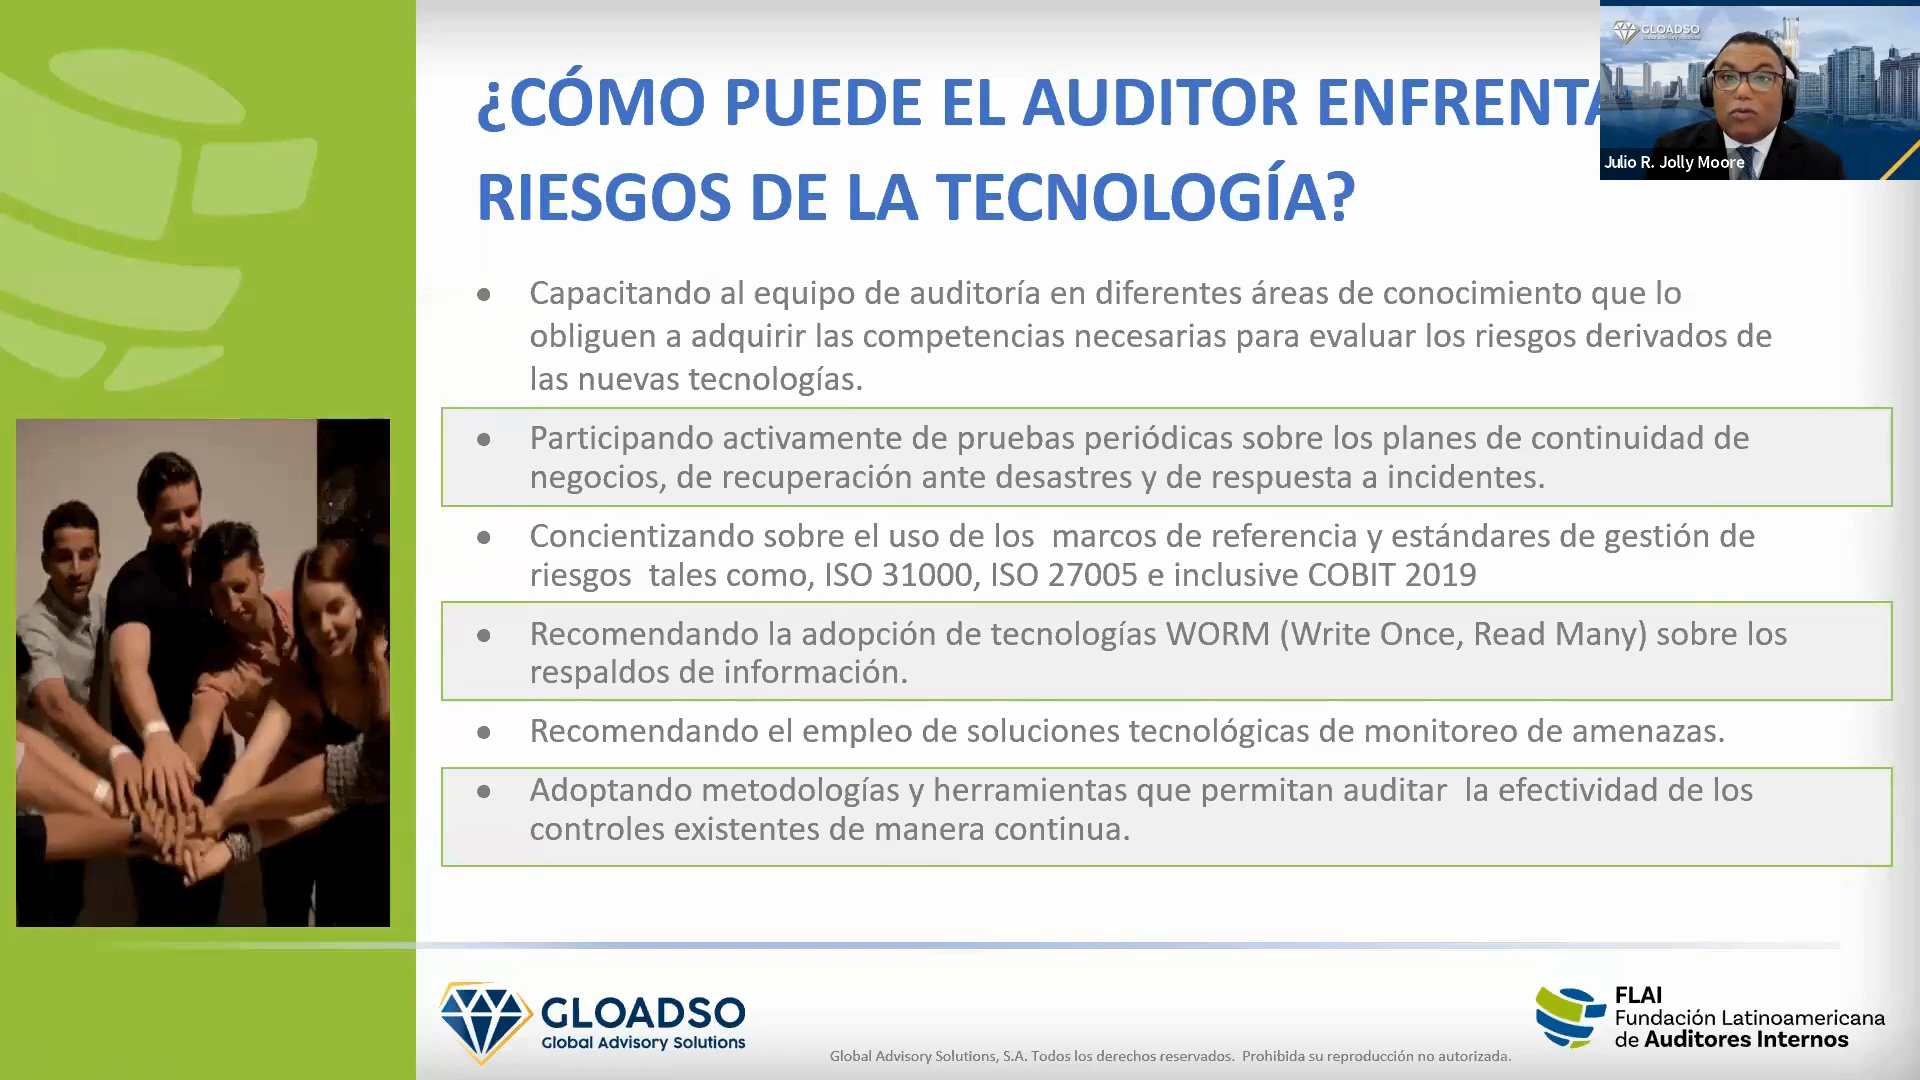 ¿CÓMO PUEDE EL AUDITOR ENFRENTA
RIESGOS DE LA TECNOLOGÍA?
GLOADSO
Julio R. Jolly Moore
● Capacitando al equipo de auditoría en diferentes áreas de conocimiento que lo
obliguen a adquirir las competencias necesarias para evaluar los riesgos derivados de
las nuevas tecnologías.
● Participando activamente de pruebas periódicas sobre los planes de continuidad de
negocios, de recuperación ante desastres y de respuesta a incidentes.
● Concientizando sobre el uso de los  marcos de referencia y estándares de gestión de
riesgos  tales como, ISO 31000, ISO 27005 e inclusive COBIT 2019
● Recomendando la adopción de tecnologías WORM (Write Once, Read Many) sobre los
respaldos de información.
● Recomendando el empleo de soluciones tecnológicas de monitoreo de amenazas.
● Adoptando metodologías y herramientas que permitan auditar  la efectividad de los
controles existentes de manera continua.
GLOADSO
Global Advisory Solutions
Global Advisory Solutions, S.A. Todos los derechos reservados.  Prohibida su reproducción no autorizada.
FLAI
Fundación Latinoamericana
de Auditores Internos